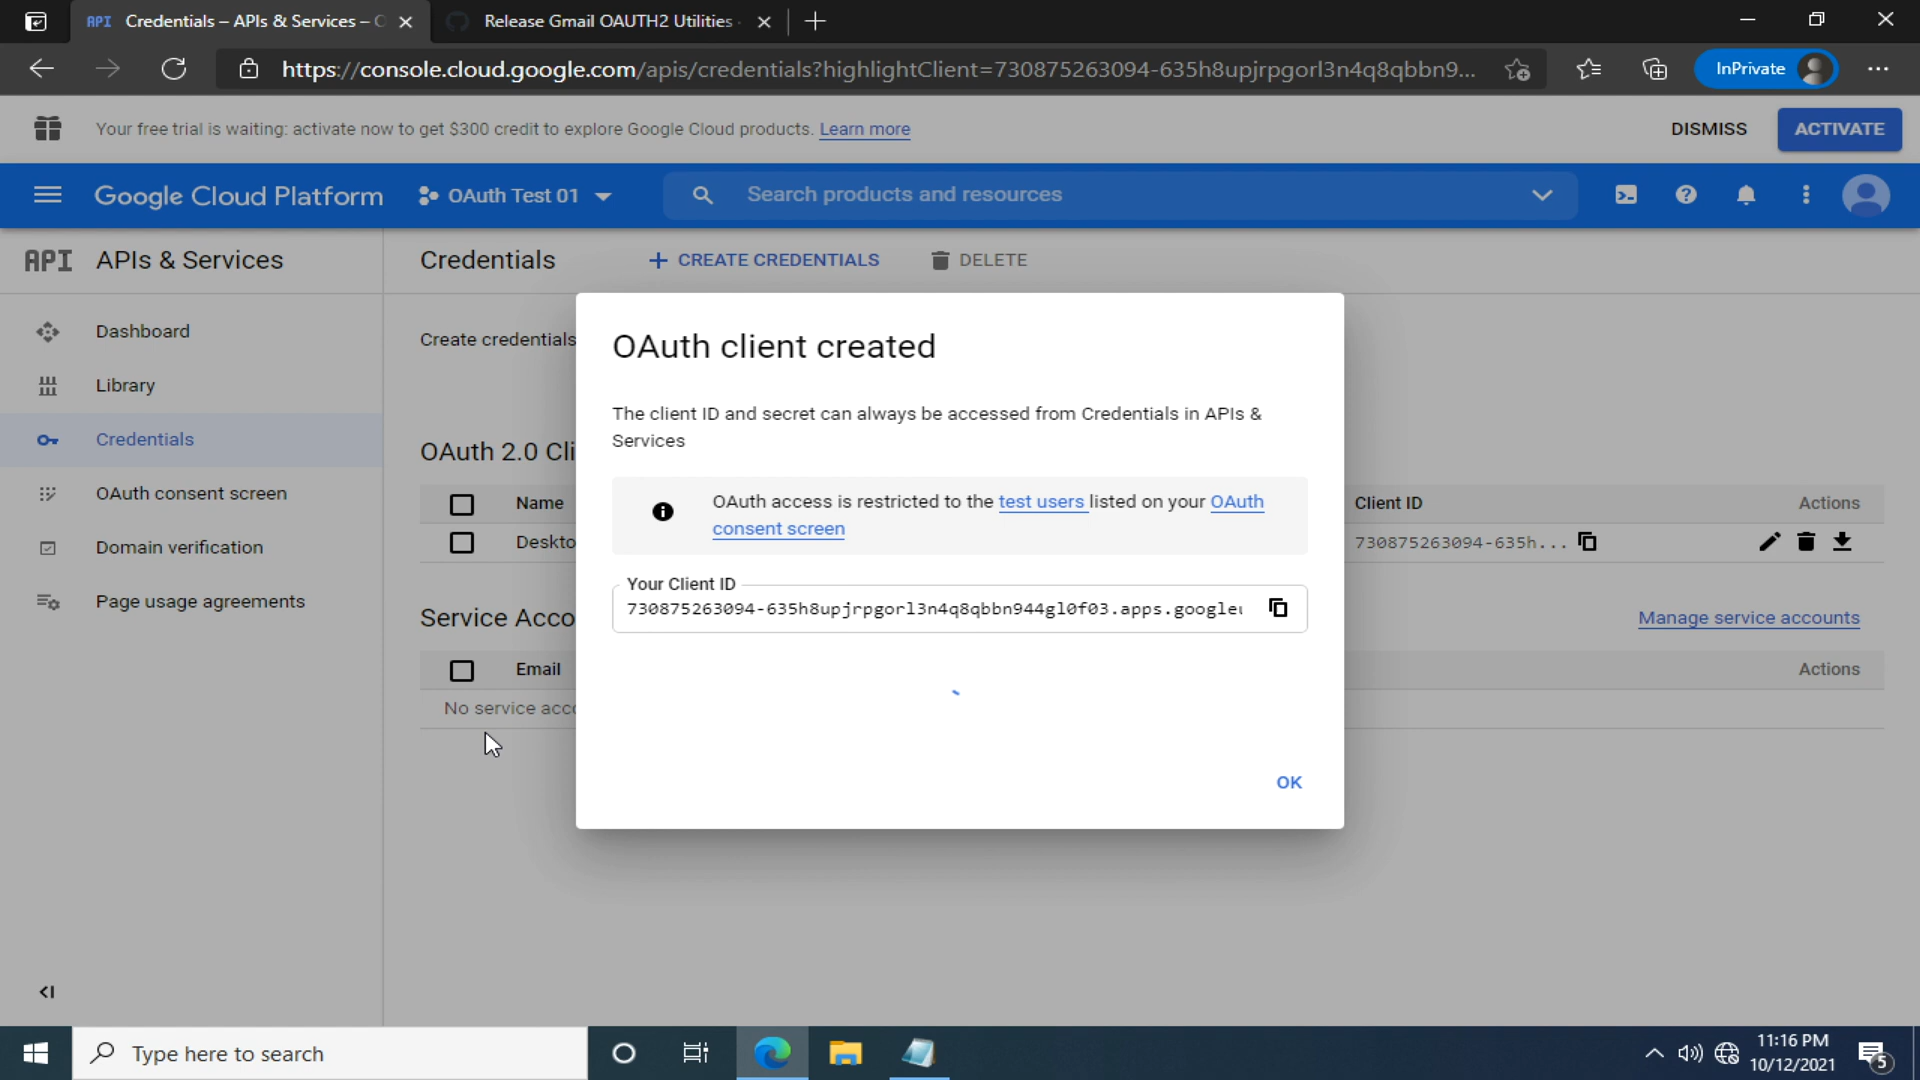 API Credentials – APIs & Services –
Release Gmail OAUTH2 Utilities
https://console.cloud.google.com/apis/credentials?highlightClient=730875263094-635h8upjrpgorl3n4q8qbbn9...
InPrivate
Your free trial is waiting: activate now to get $300 credit to explore Google Cloud products. Learn more
DISMISS
ACTIVATE
Google Cloud Platform
OAuth Test 01
Search products and resources
API APIs & Services
Credentials
CREATE CREDENTIALS
DELETE
Dashboard
Library
Credentials
OAuth consent screen
Domain verification
Page usage agreements
Create credentials
OAuth 2.0 Cli
Name
Client ID
Actions
Deskto
730875263094-635h...
Service Acco
Manage service accounts
Email
Actions
No service acc
OAuth client created
The client ID and secret can always be accessed from Credentials in APIs &
Services
OAuth access is restricted to the test users listed on your OAuth
consent screen
Your Client ID
730875263094-635h8upjrpgorl3n4q8qbbn944gl0f03.apps.googleu
OK
Type here to search
11:16 PM
10/12/2021
5